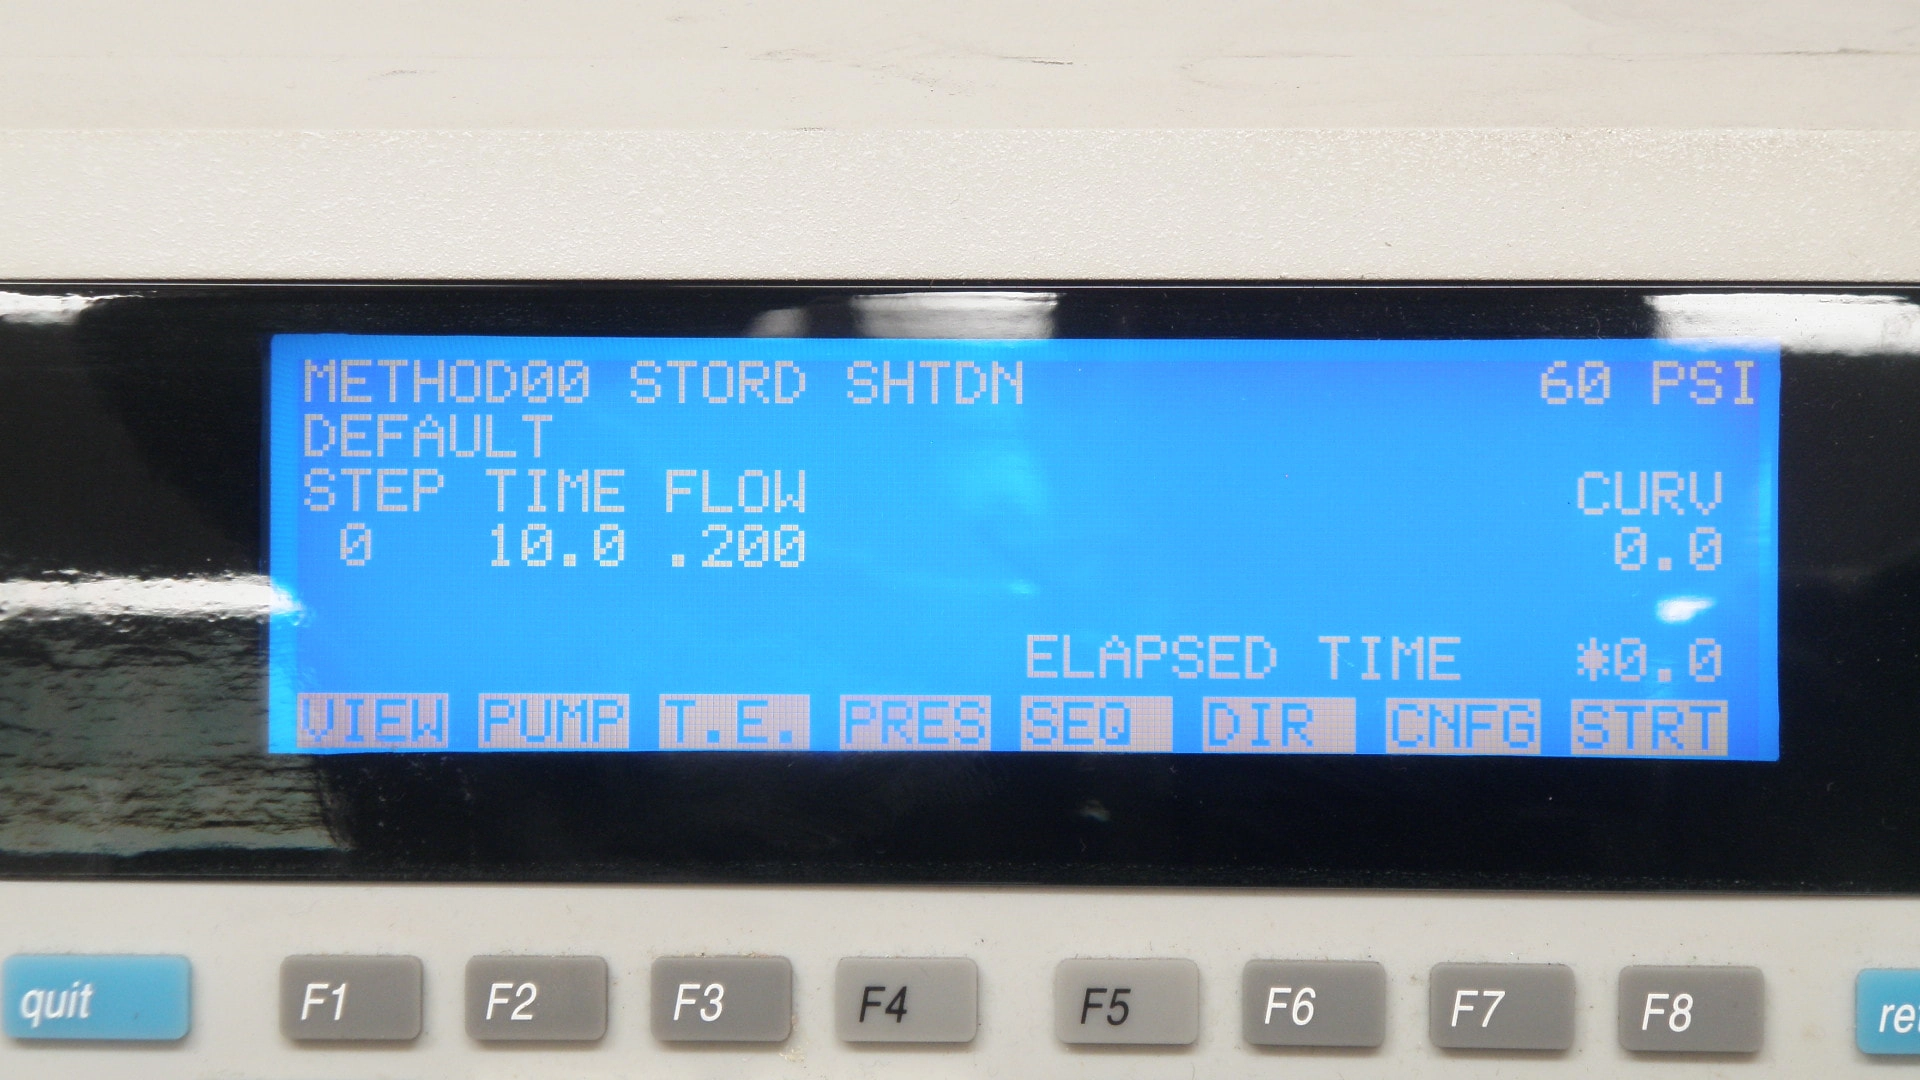 METHOD00 STORD SHTDN 60 PSI
DEFAULT
STEP TIME FLOW CURV
0 10.0 .200 0.0
ELAPSED TIME *0.0
VIEW PUMP T.E. PRES SEQ DIR CNFG STRT
quit F1 F2 F3 F4 F5 F6 F7 F8